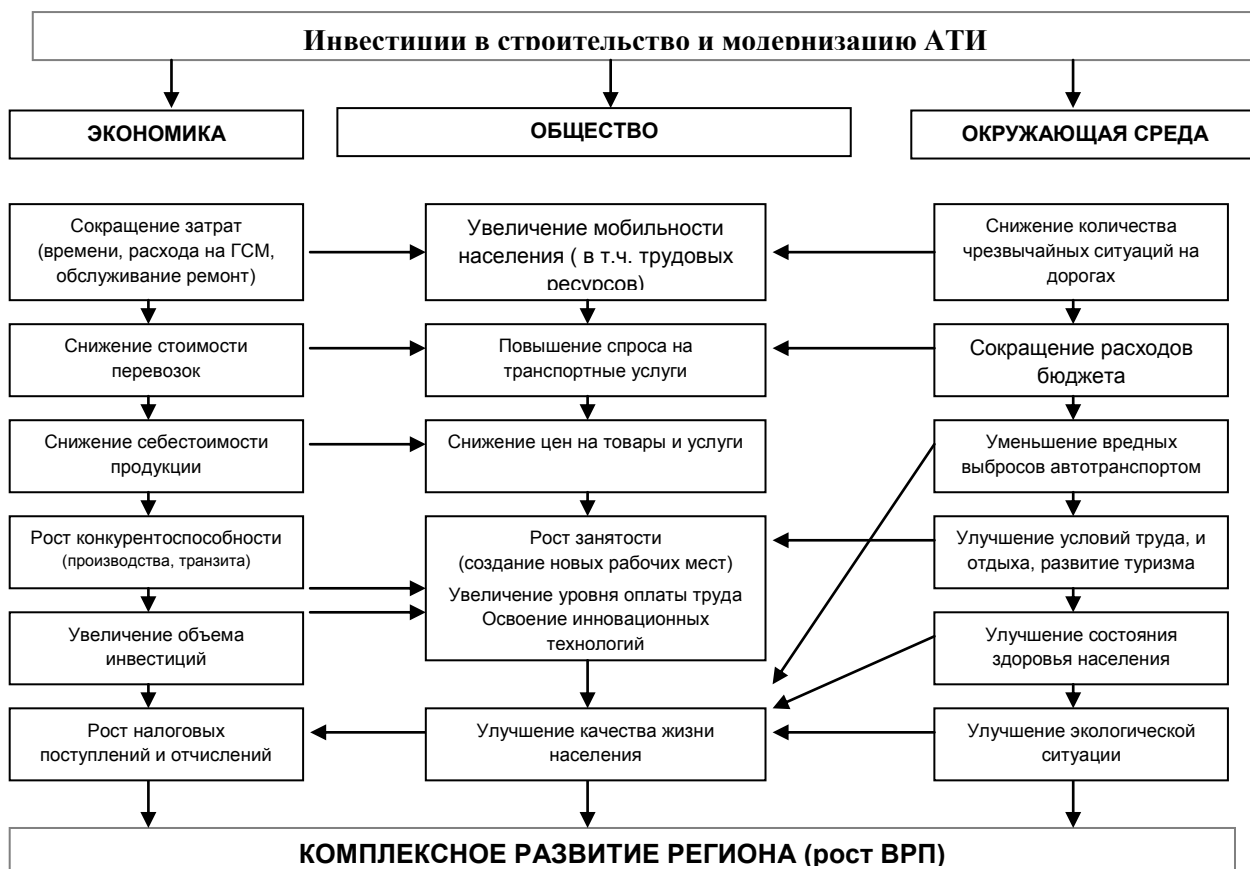 Инвестиции в строительство и модернизацию АТИ
ЭКОНОМИКА
ОБЩЕСТВО
ОКРУЖАЮЩАЯ СРЕДА
Сокращение затрат
(времени, расхода на ГСМ,
обслуживание ремонт)
Снижение стоимости
перевозок
Снижение себестоимости
продукции
Рост конкурентоспособности
(производства, транзита)
Увеличение объема
инвестиций
Рост налоговых
поступлений и отчислений
Увеличение мобильности
населения ( в т.ч. трудовых
ресурсов)
Повышение спроса на
транспортные услуги
Снижение цен на товары и услуги
Рост занятости
(создание новых рабочих мест)
Увеличение уровня оплаты труда
Освоение инновационных
технологий
Улучшение качества жизни
населения
Снижение количества
чрезвычайных ситуаций на
дорогах
Сокращение расходов
бюджета
Уменьшение вредных
выбросов автотранспортом
Улучшение условий труда, и
отдыха, развитие туризма
Улучшение состояния
здоровья населения
Улучшение экологической
ситуации
КОМПЛЕКСНОЕ РАЗВИТИЕ РЕГИОНА (рост ВРП)